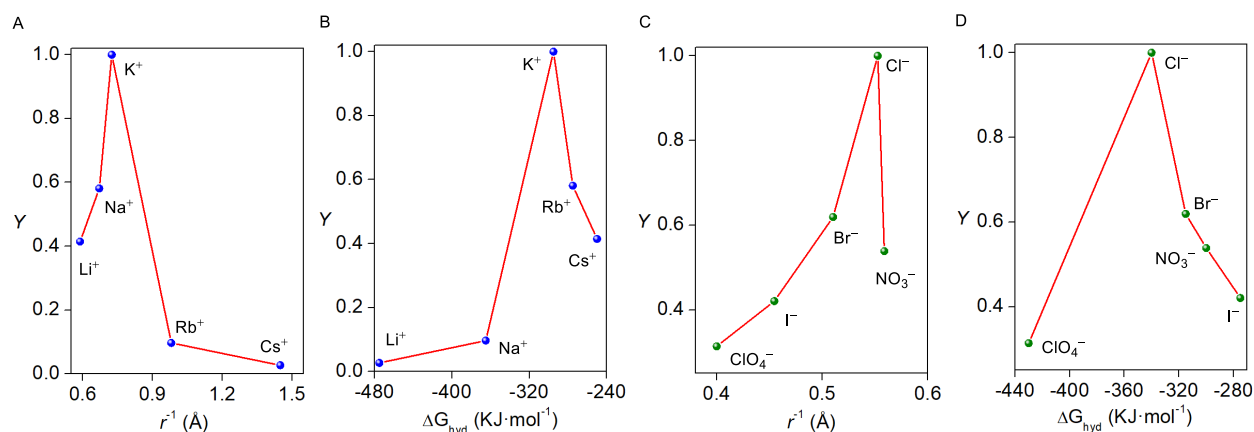 A
Y
1.0
0.8
0.6
0.4
0.2
0.0
K⁺
Na⁺
Li⁺
Rb⁺
Cs⁺
0.6 0.9 1.2 1.5
r⁻¹ (Å)
B
Y
1.0
0.8
0.6
0.4
0.2
0.0
K⁺
Rb⁺
Cs⁺
Li⁺
Na⁺
-480 -400 -320 -240
ΔG_hyd (KJ·mol⁻¹)
C
Y
1.0
0.8
0.6
0.4
Cl⁻
Br⁻
NO₃⁻
I⁻
ClO₄⁻
0.4 0.5 0.6
r⁻¹ (Å)
D
Y
1.0
0.8
0.6
0.4
Cl⁻
Br⁻
NO₃⁻
I⁻
ClO₄⁻
-440 -400 -360 -320 -280
ΔG_hyd (KJ·mol⁻¹)